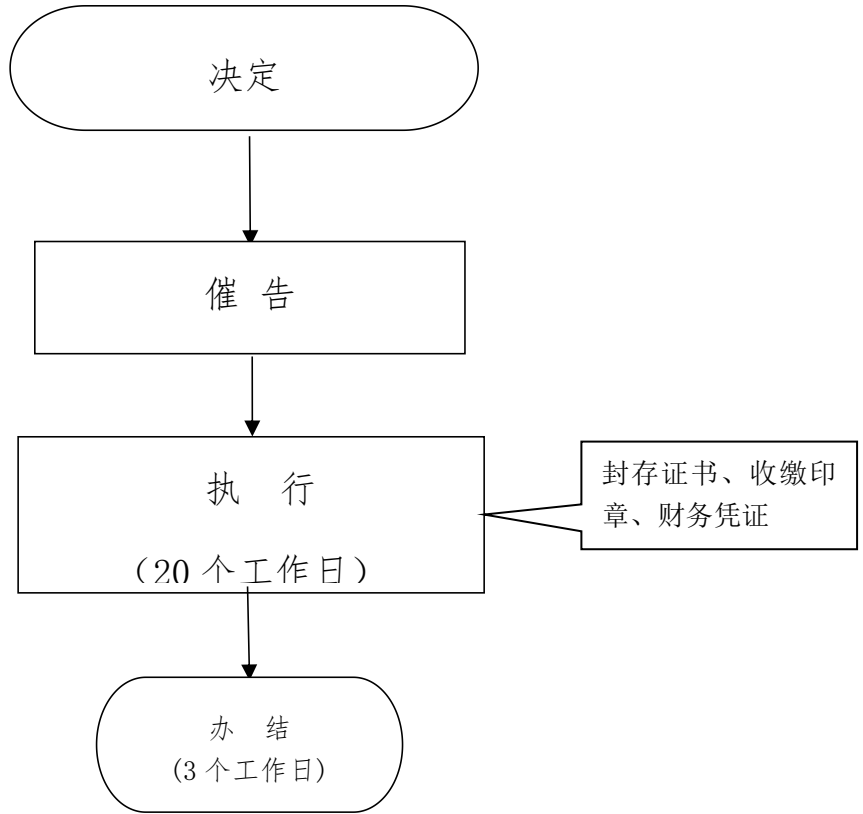 决定
催 告
执 行
（20 个工作日）
封存证书、收缴印
章、财务凭证
办 结
(3 个工作日)